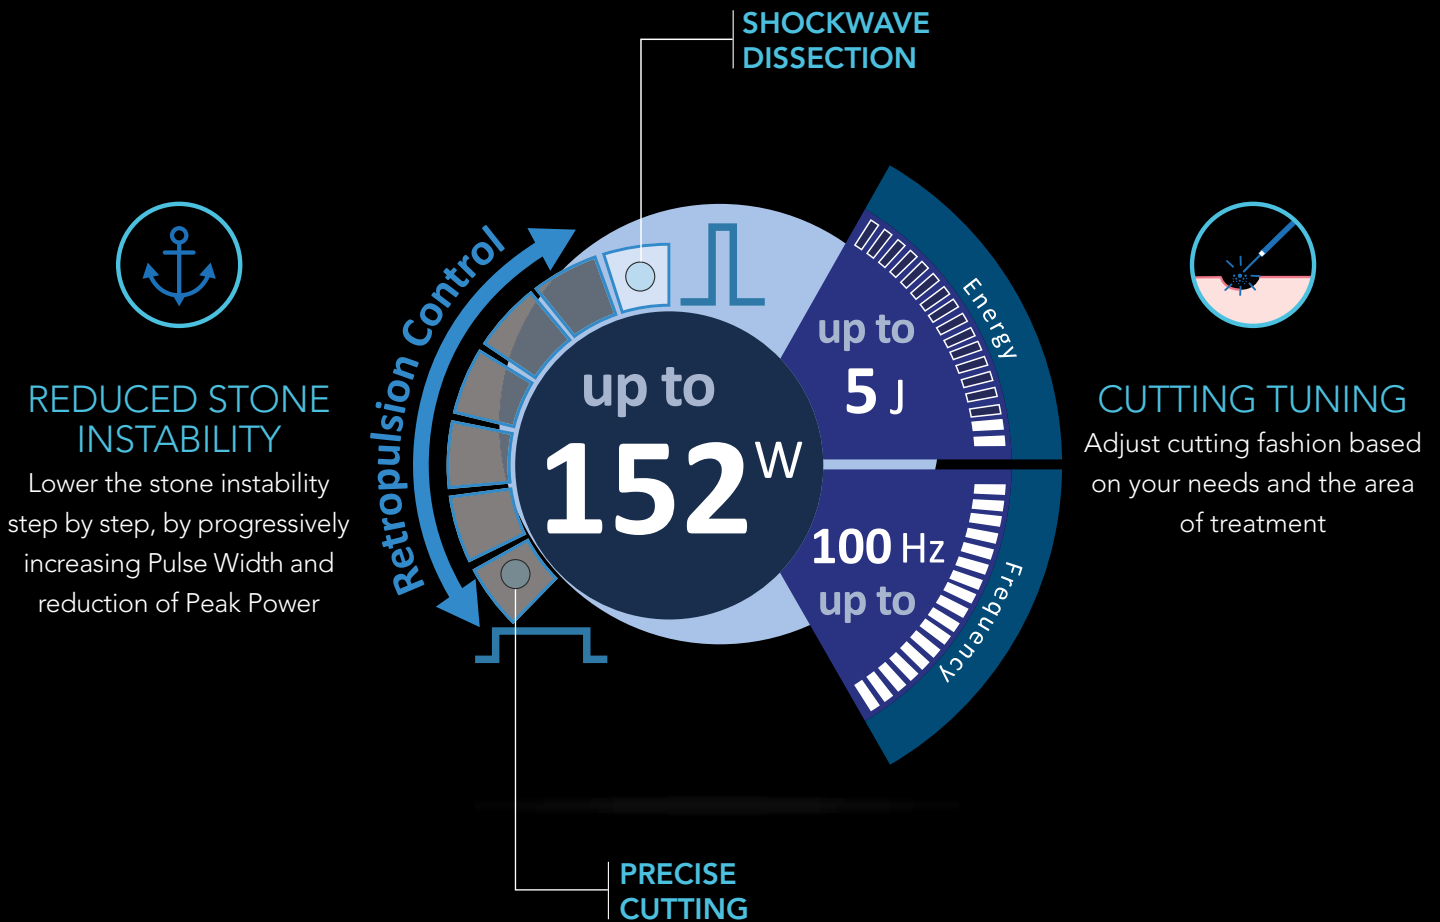 SHOCKWAVE
DISSECTION
Retropulsion Control
REDUCED STONE
INSTABILITY
Lower the stone instability
step by step, by progressively
increasing Pulse Width and
reduction of Peak Power
up to
152 W
Energy
up to
5 J
100 Hz
up to
Frequency
CUTTING TUNING
Adjust cutting fashion based
on your needs and the area
of treatment
PRECISE
CUTTING